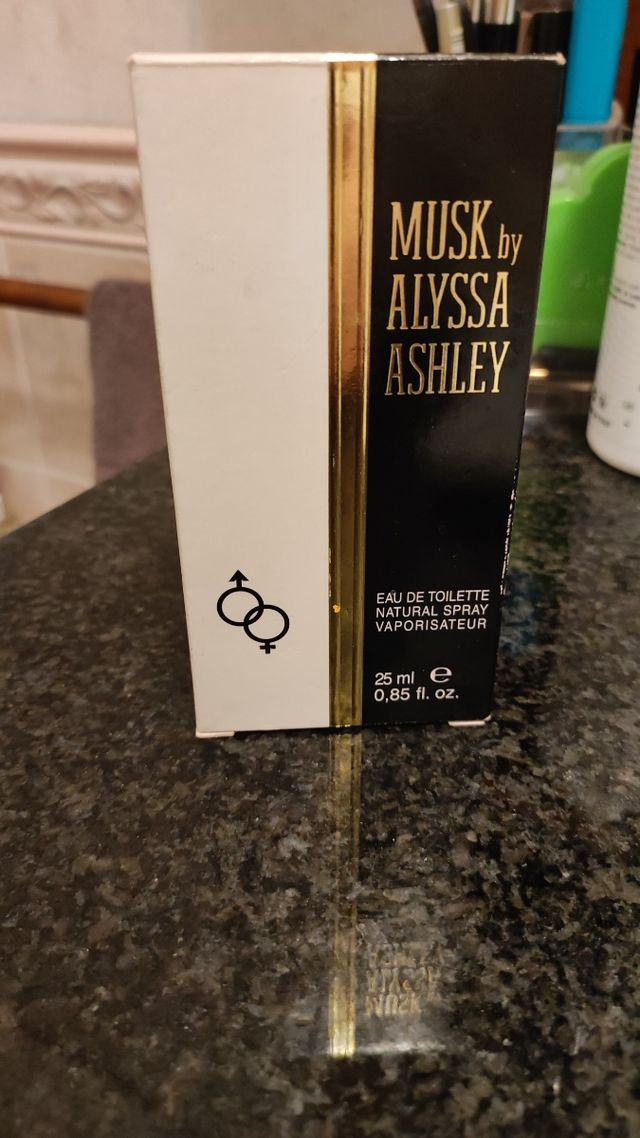 MUSK by
ALYSSA
ASHLEY
EAU DE TOILETTE
NATURAL SPRAY
VAPORISATEUR
25 ml e
0,85 fl. oz.